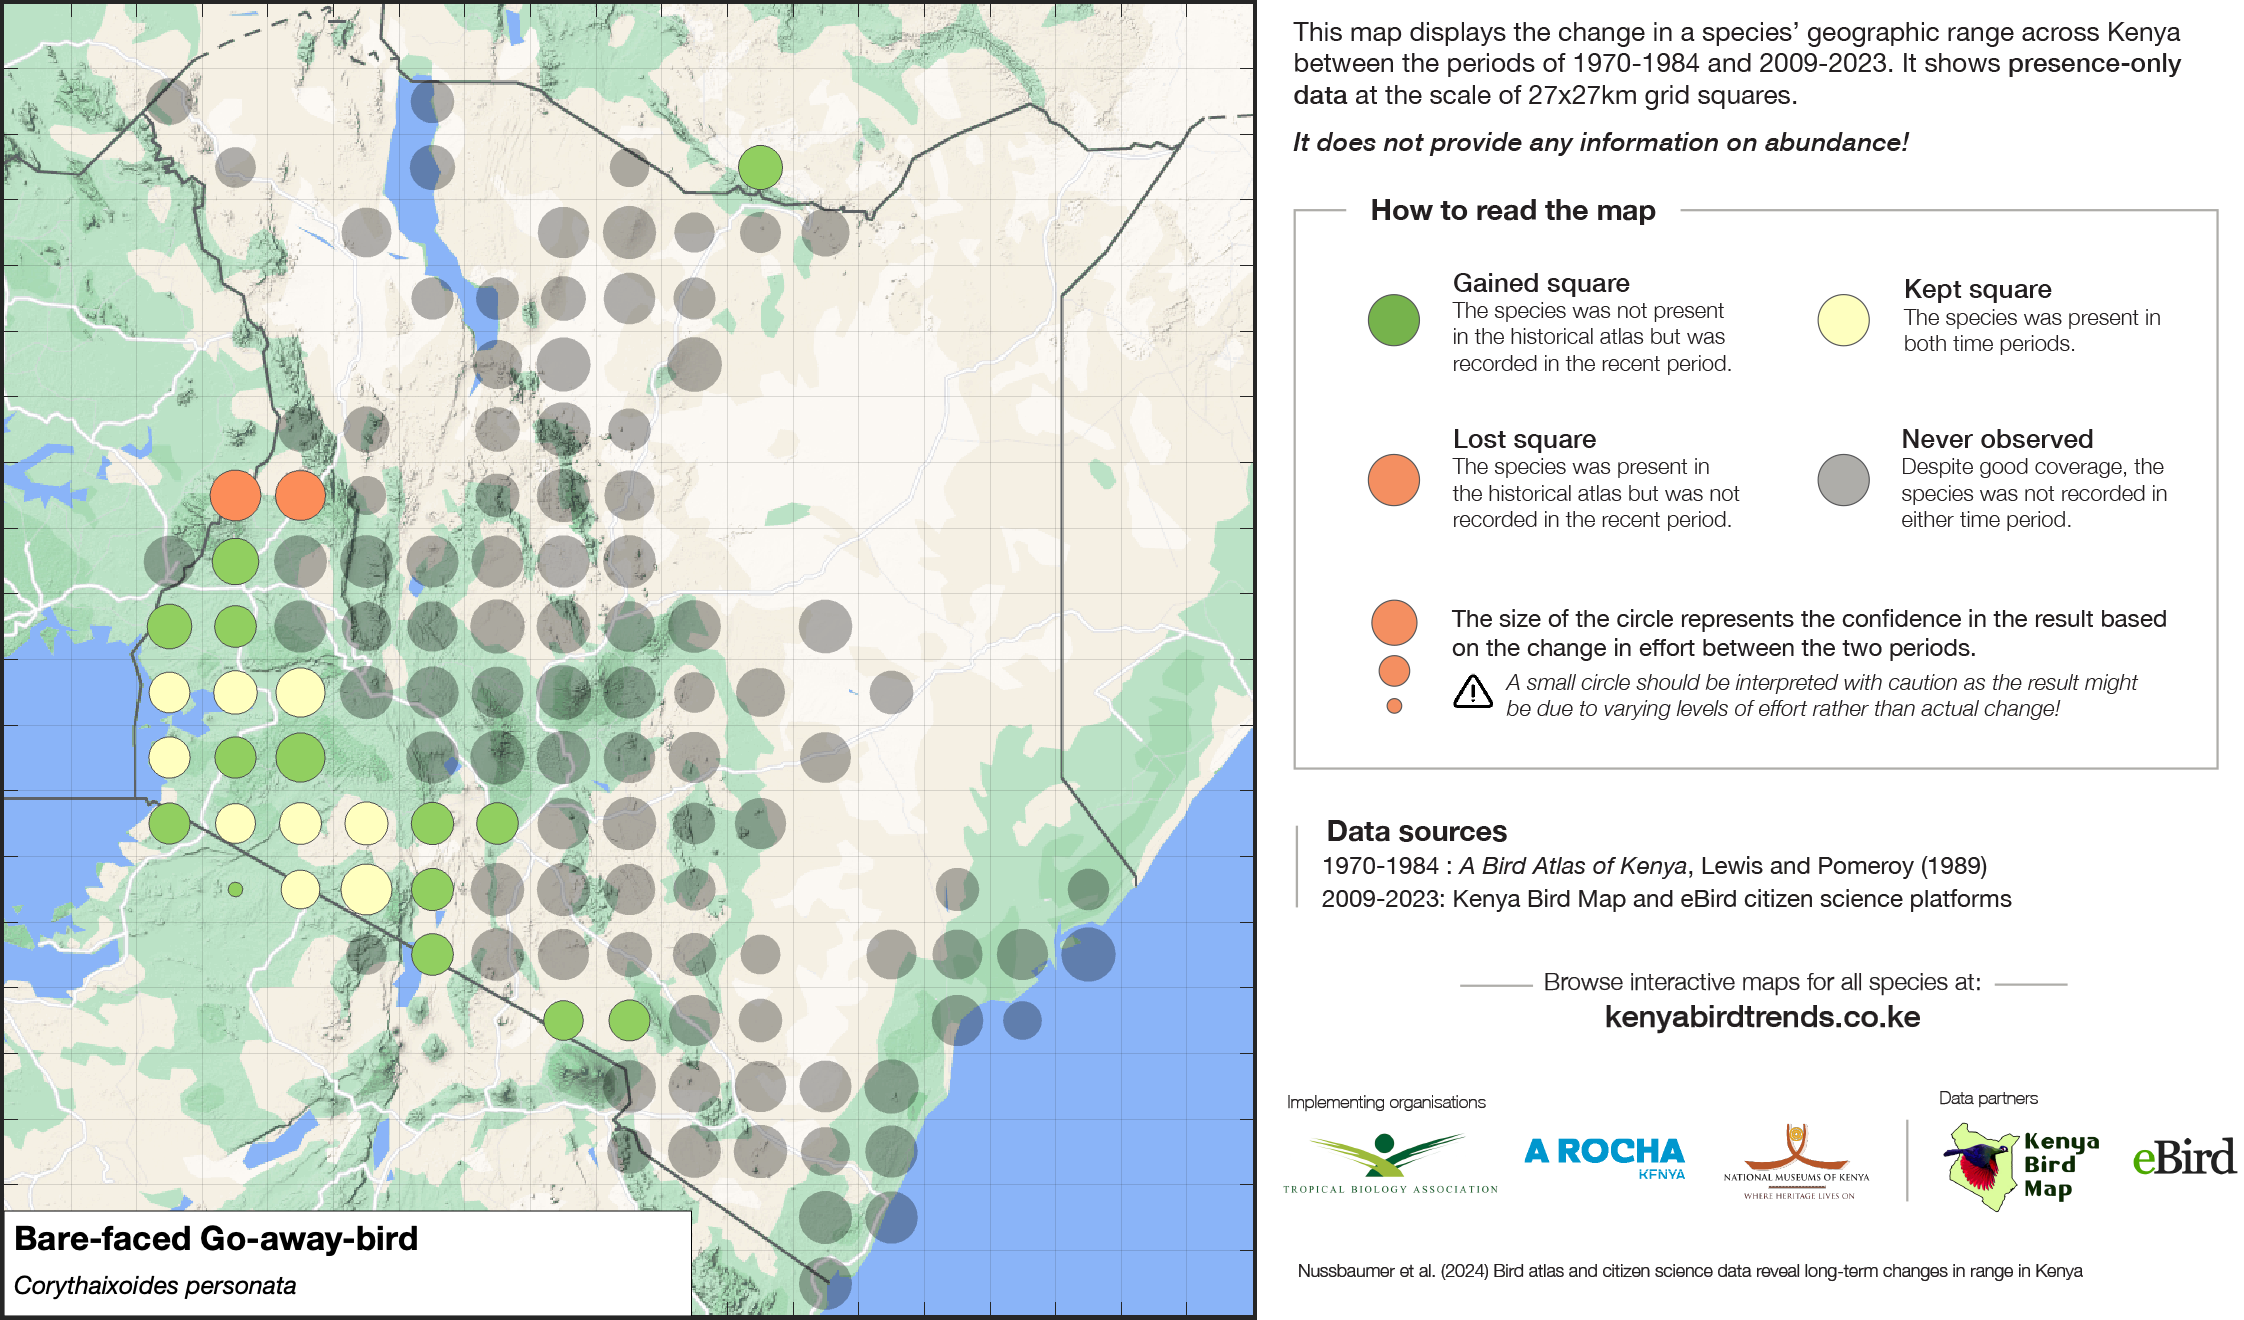 This map displays the change in a species' geographic range across Kenya
between the periods of 1970-1984 and 2009-2023. It shows presence-only
data at the scale of 27x27km grid squares.
It does not provide any information on abundance!
How to read the map
Gained square
The species was not present
in the historical atlas but was
recorded in the recent period.
Kept square
The species was present in
both time periods.
Lost square
The species was present in
the historical atlas but was not
recorded in the recent period.
Never observed
Despite good coverage, the
species was not recorded in
either time period.
The size of the circle represents the confidence in the result based
on the change in effort between the two periods.
A small circle should be interpreted with caution as the result might
be due to varying levels of effort rather than actual change!
Data sources
1970-1984 : A Bird Atlas of Kenya, Lewis and Pomeroy (1989)
2009-2023: Kenya Bird Map and eBird citizen science platforms
Browse interactive maps for all species at:
kenyabirdtrends.co.ke
Implementing organisations
Data partners
TROPICAL BIOLOGY ASSOCIATION
A ROCHA
KENYA
NATIONAL MUSEUMS OF KENYA
WHERE HERITAGE LIVES ON
Kenya
Bird
Map
eBird
Bare-faced Go-away-bird
Corythaixoides personata
Nussbaumer et al. (2024) Bird atlas and citizen science data reveal long-term changes in range in Kenya